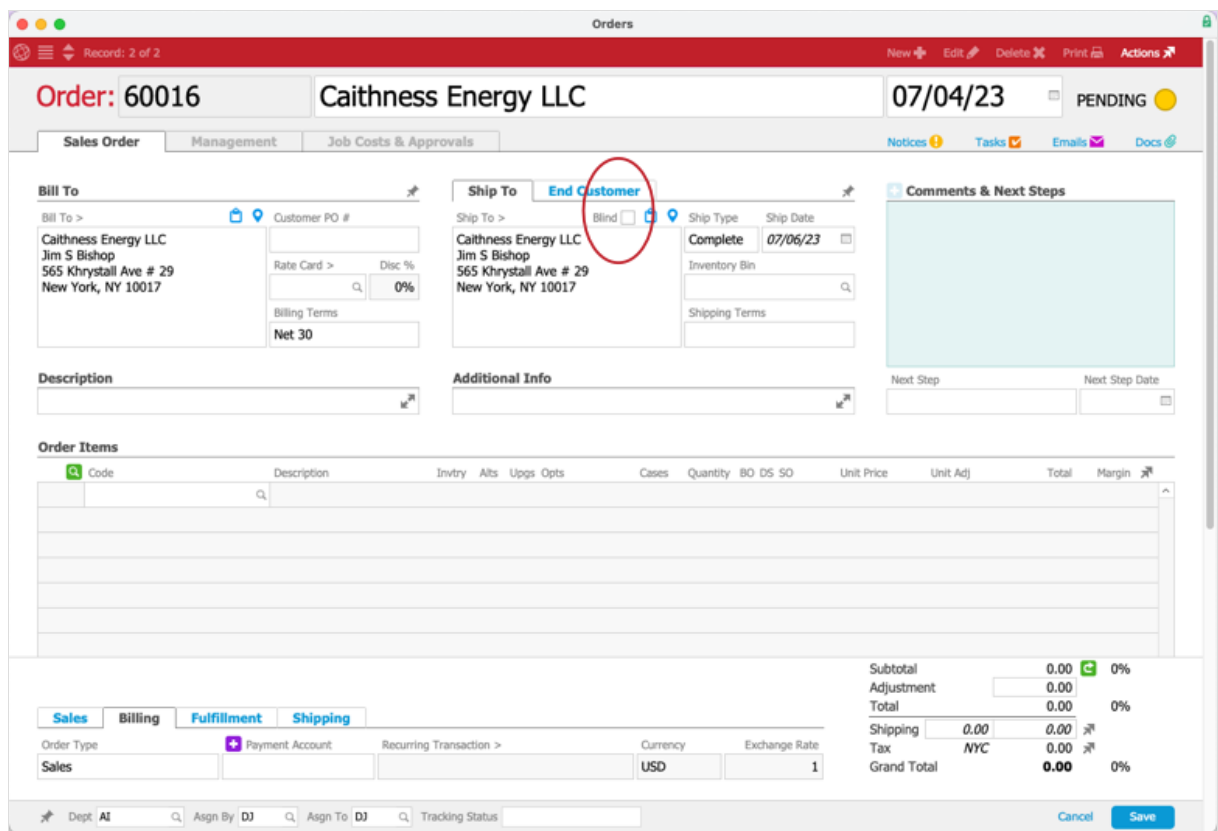 Orders
Record: 2 of 2 New Edit Delete Print Actions
Order: 60016 Caithness Energy LLC 07/04/23 PENDING
Sales Order Management Job Costs & Approvals Notices Tasks Emails Docs
Bill To Ship To End Customer Comments & Next Steps
Bill To > Customer PO # Ship To > Blind Ship Type Ship Date
Caithness Energy LLC
Jim S Bishop
565 Khrystall Ave # 29
New York, NY 10017
Rate Card > Disc %
0%
Billing Terms
Net 30
Caithness Energy LLC
Jim S Bishop
565 Khrystall Ave # 29
New York, NY 10017
Complete 07/06/23
Inventory Bin
Shipping Terms
Description Additional Info Next Step Next Step Date
Order Items
Code Description Invtry Alts Upgs Opts Cases Quantity BO DS SO Unit Price Unit Adj Total Margin
Subtotal 0.00 0%
Adjustment 0.00
Total 0.00 0%
Shipping 0.00 0.00
Tax NYC 0.00
Grand Total 0.00 0%
Sales Billing Fulfillment Shipping
Order Type Payment Account Recurring Transaction > Currency Exchange Rate
Sales USD 1
Dept AI Asgn By DJ Asgn To DJ Tracking Status Cancel Save